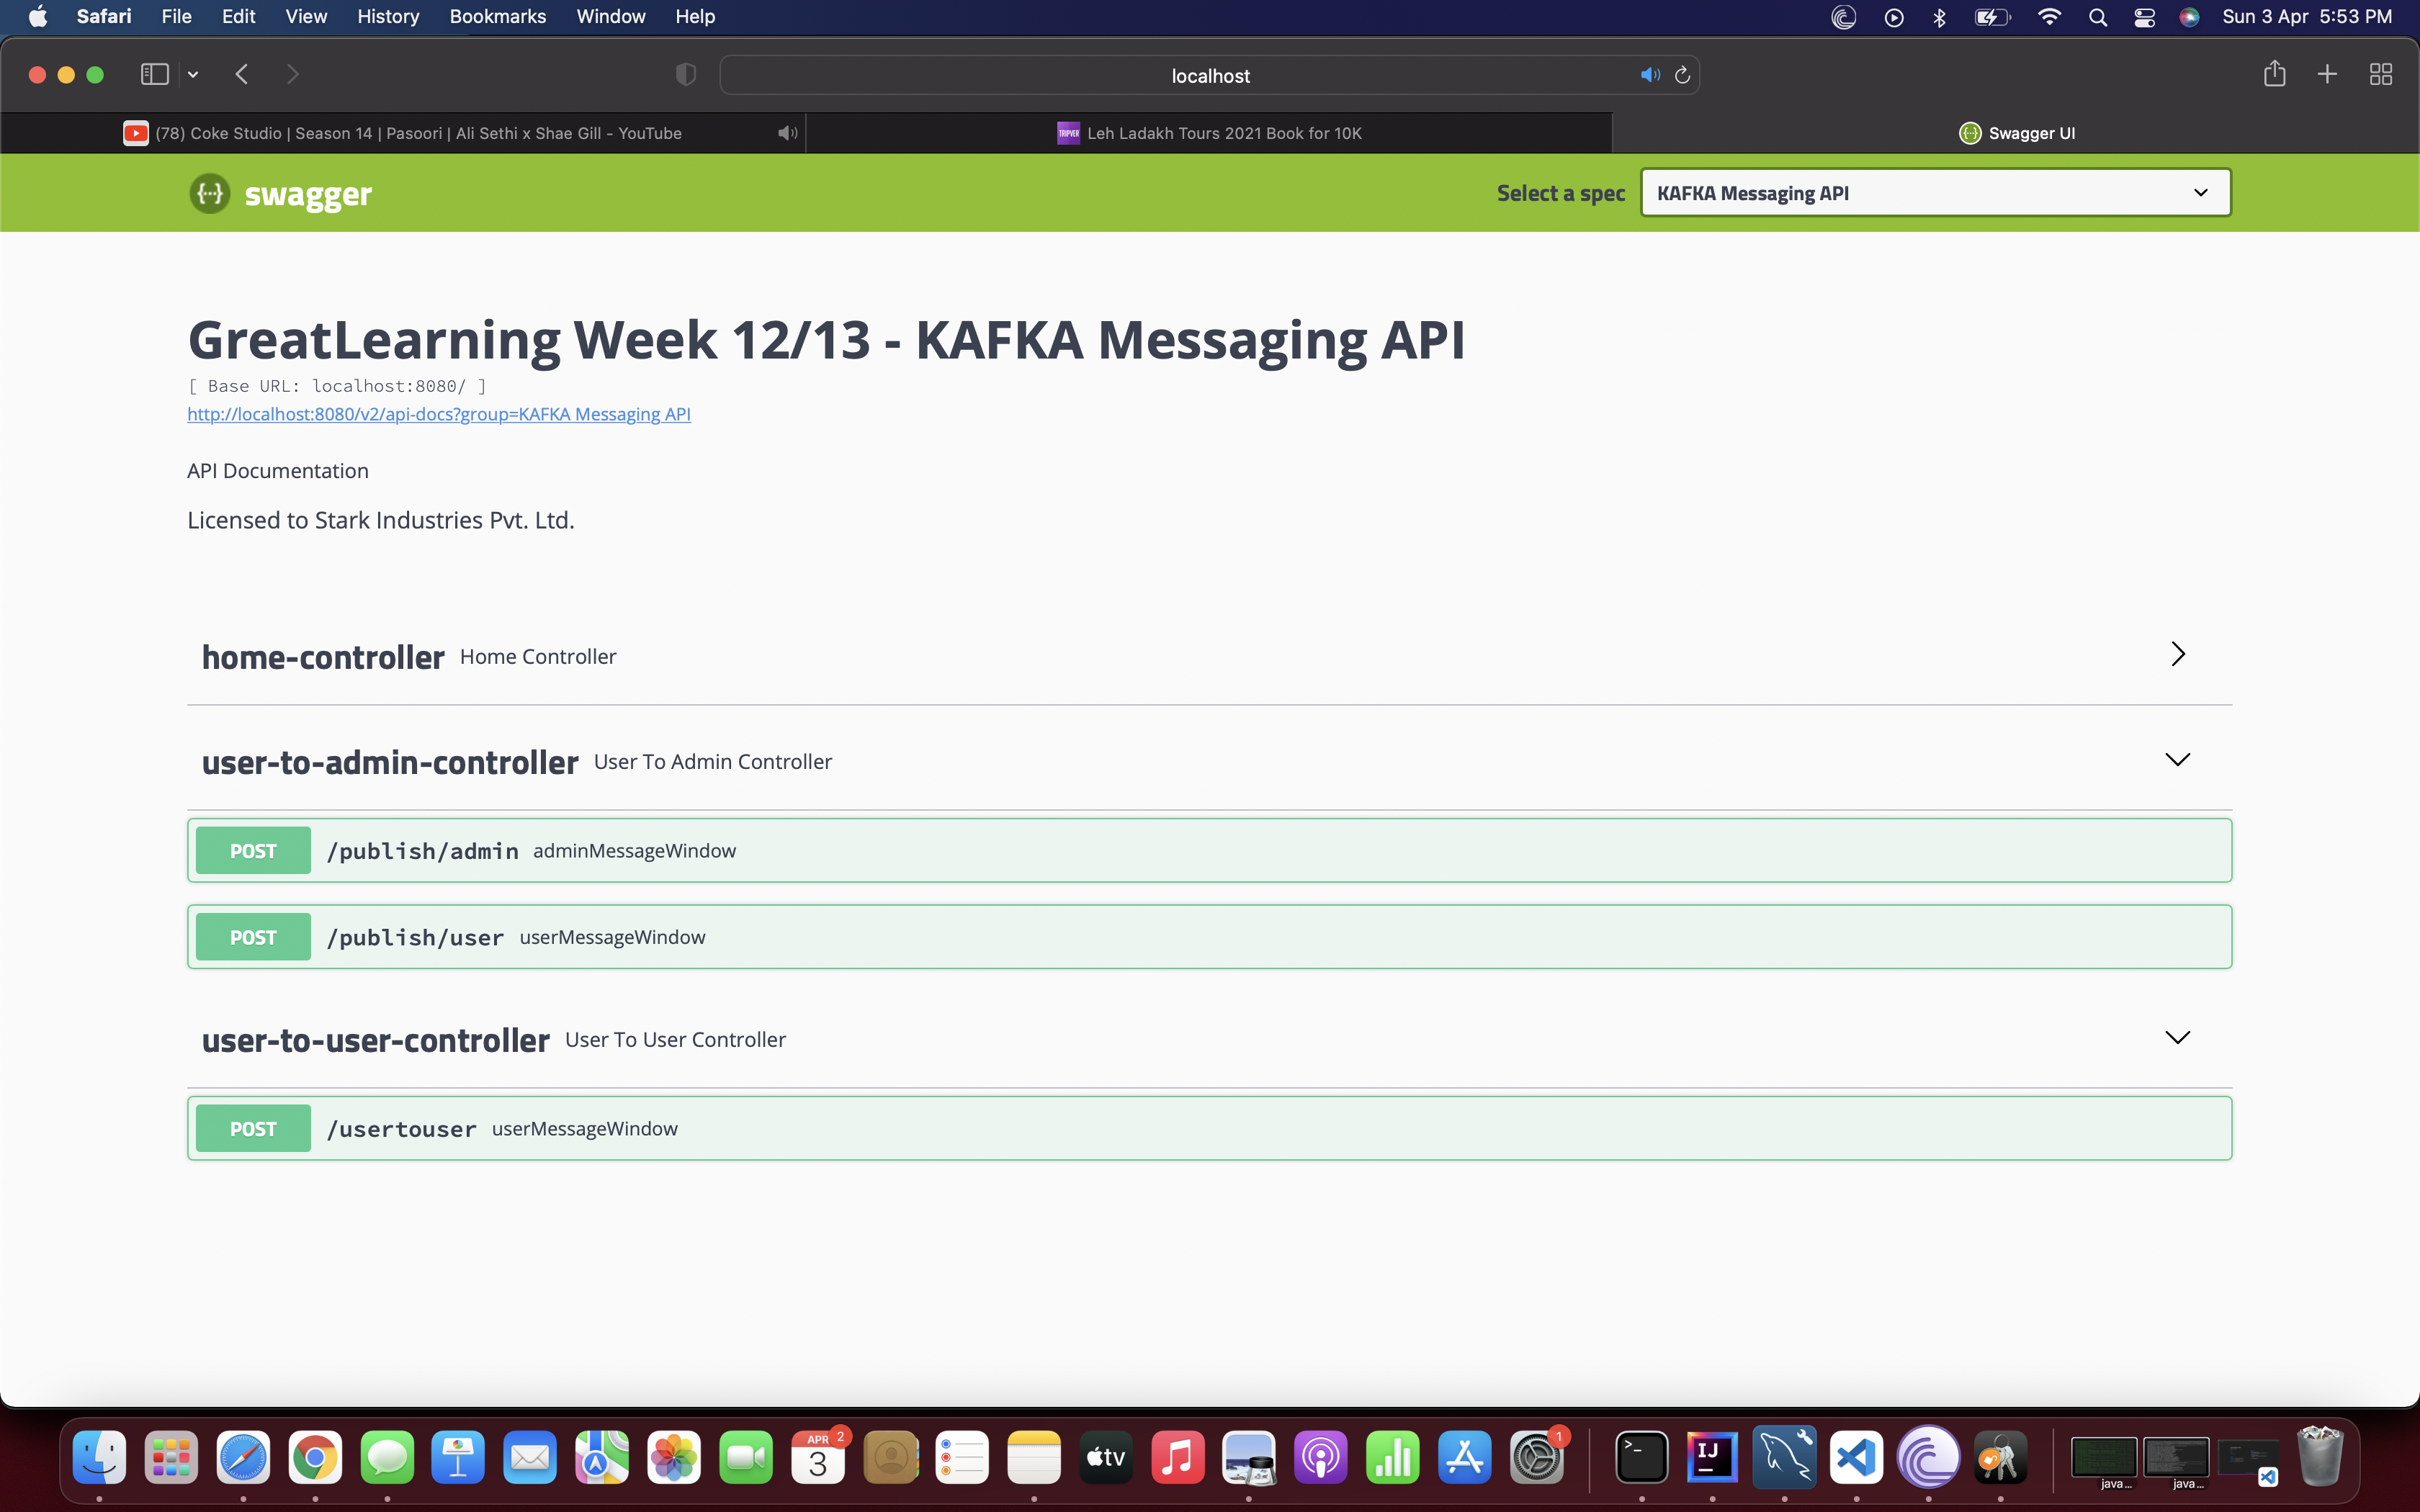 Safari File Edit View History Bookmarks Window Help Sun 3 Apr 5:53 PM
localhost
(78) Coke Studio | Season 14 | Pasoori | Ali Sethi x Shae Gill - YouTube
TRIPVER Leh Ladakh Tours 2021 Book for 10K
{···} Swagger UI
{···} swagger Select a spec KAFKA Messaging API
GreatLearning Week 12/13 - KAFKA Messaging API
[ Base URL: localhost:8080/ ]
http://localhost:8080/v2/api-docs?group=KAFKA Messaging API
API Documentation
Licensed to Stark Industries Pvt. Ltd.
home-controller Home Controller
user-to-admin-controller User To Admin Controller
POST /publish/admin adminMessageWindow
POST /publish/user userMessageWindow
user-to-user-controller User To User Controller
POST /usertouser userMessageWindow
APR 2
3
tv
1
>_
IJ
java...
java...